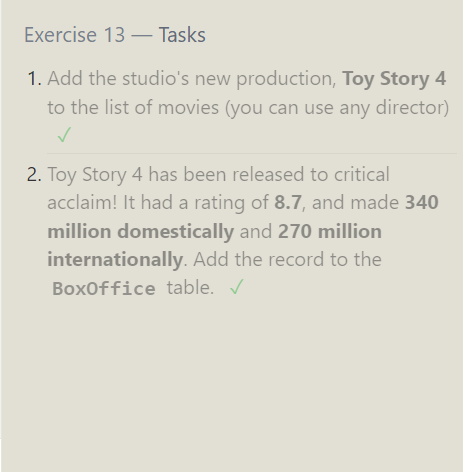 Exercise 13 — Tasks
1. Add the studio's new production, Toy Story 4
to the list of movies (you can use any director)
✓
2. Toy Story 4 has been released to critical
acclaim! It had a rating of 8.7, and made 340
million domestically and 270 million
internationally. Add the record to the
BoxOffice table. ✓